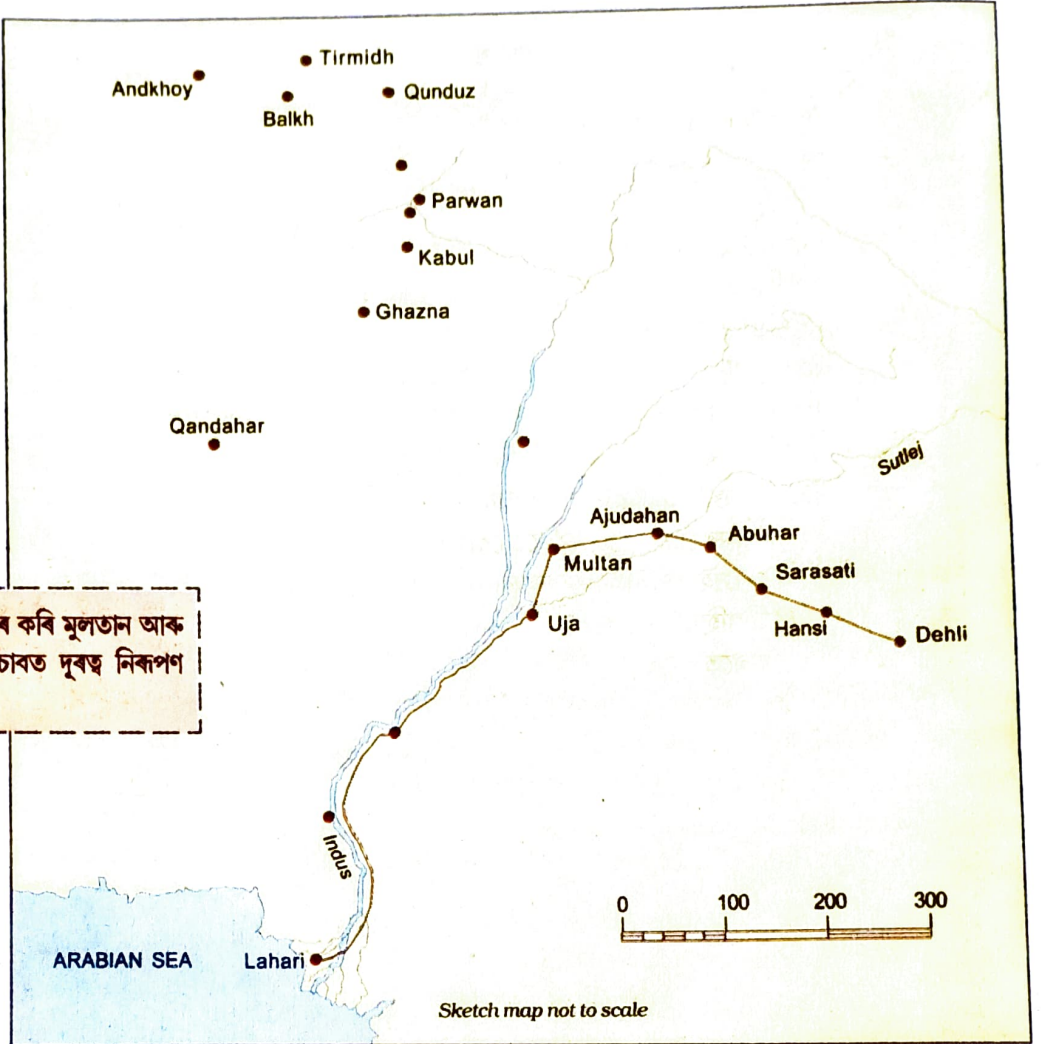 Tirmidh
Andkhoy
Qunduz
Balkh
Parwan
Kabul
Ghazna
Qandahar
Sutlej
Ajudahan
Abuhar
Multan
Sarasati
Uja
Hansi
Dehli
কৰি মুলতান আৰু
দূৰত্ব নিৰূপণ
Indus
0 100 200 300
ARABIAN SEA
Lahari
Sketch map not to scale